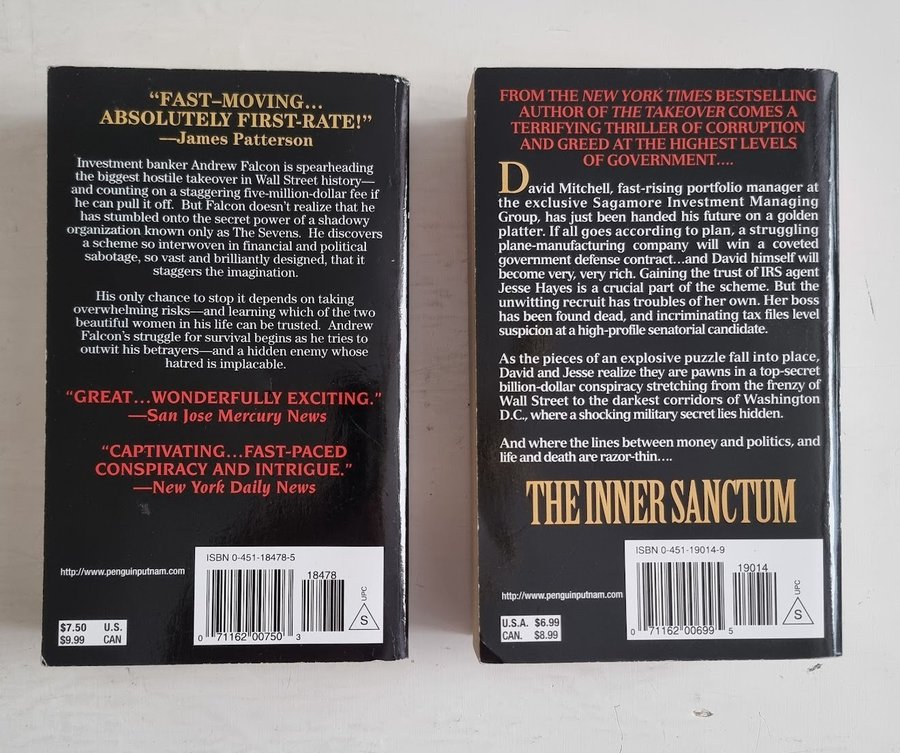 “FAST–MOVING...
ABSOLUTELY FIRST-RATE!”
—James Patterson
Investment banker Andrew Falcon is spearheading
the biggest hostile takeover in Wall Street history—
and counting on a staggering five-million-dollar fee if
he can pull it off. But Falcon doesn't realize that he
has stumbled onto the secret power of a shadowy
organization known only as The Sevens. He discovers
a scheme so interwoven in financial and political
sabotage, so vast and brilliantly designed, that it
staggers the imagination.
His only chance to stop it depends on taking
overwhelming risks—and learning which of the two
beautiful women in his life can be trusted. Andrew
Falcon's struggle for survival begins as he tries to
outwit his betrayers—and a hidden enemy whose
hatred is implacable.
“GREAT...WONDERFULLY EXCITING.”
—San Jose Mercury News
“CAPTIVATING...FAST-PACED
CONSPIRACY AND INTRIGUE.”
—New York Daily News
http://www.penguinputnam.com
ISBN 0-451-18478-5
18478
UPC
S
0 71162 00750 3
$7.50 U.S.
$9.99 CAN
FROM THE NEW YORK TIMES BESTSELLING
AUTHOR OF THE TAKEOVER COMES A
TERRIFYING THRILLER OF CORRUPTION
AND GREED AT THE HIGHEST LEVELS
OF GOVERNMENT....
David Mitchell, fast-rising portfolio manager at
the exclusive Sagamore Investment Managing
Group, has just been handed his future on a golden
platter. If all goes according to plan, a struggling
plane-manufacturing company will win a coveted
government defense contract...and David himself will
become very, very rich. Gaining the trust of IRS agent
Jesse Hayes is a crucial part of the scheme. But the
unwitting recruit has troubles of her own. Her boss
has been found dead, and incriminating tax files level
suspicion at a high-profile senatorial candidate.
As the pieces of an explosive puzzle fall into place,
David and Jesse realize they are pawns in a top-secret
billion-dollar conspiracy stretching from the frenzy of
Wall Street to the darkest corridors of Washington
D.C., where a shocking military secret lies hidden.
And where the lines between money and politics, and
life and death are razor-thin....
THE INNER SANCTUM
http://www.penguinputnam.com
ISBN 0-451-19014-9
19014
UPC
S
0 71162 00699 5
U.S.A. $6.99
CAN. $8.99